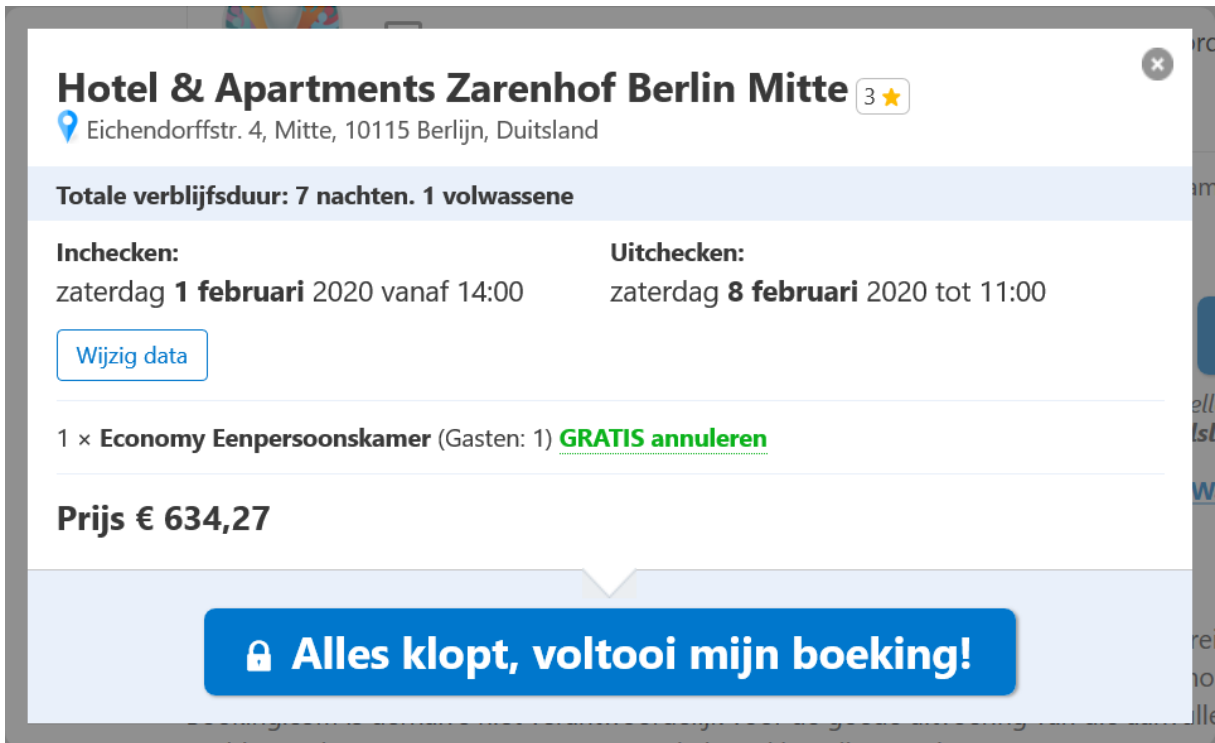 Hotel & Apartments Zarenhof Berlin Mitte 3
Eichendorffstr. 4, Mitte, 10115 Berlijn, Duitsland
Totale verblijfsduur: 7 nachten. 1 volwassene
Inchecken:
zaterdag 1 februari 2020 vanaf 14:00
Uitchecken:
zaterdag 8 februari 2020 tot 11:00
Wijzig data
1 × Economy Eenpersoonskamer (Gasten: 1) GRATIS annuleren
Prijs € 634,27
Alles klopt, voltooi mijn boeking!